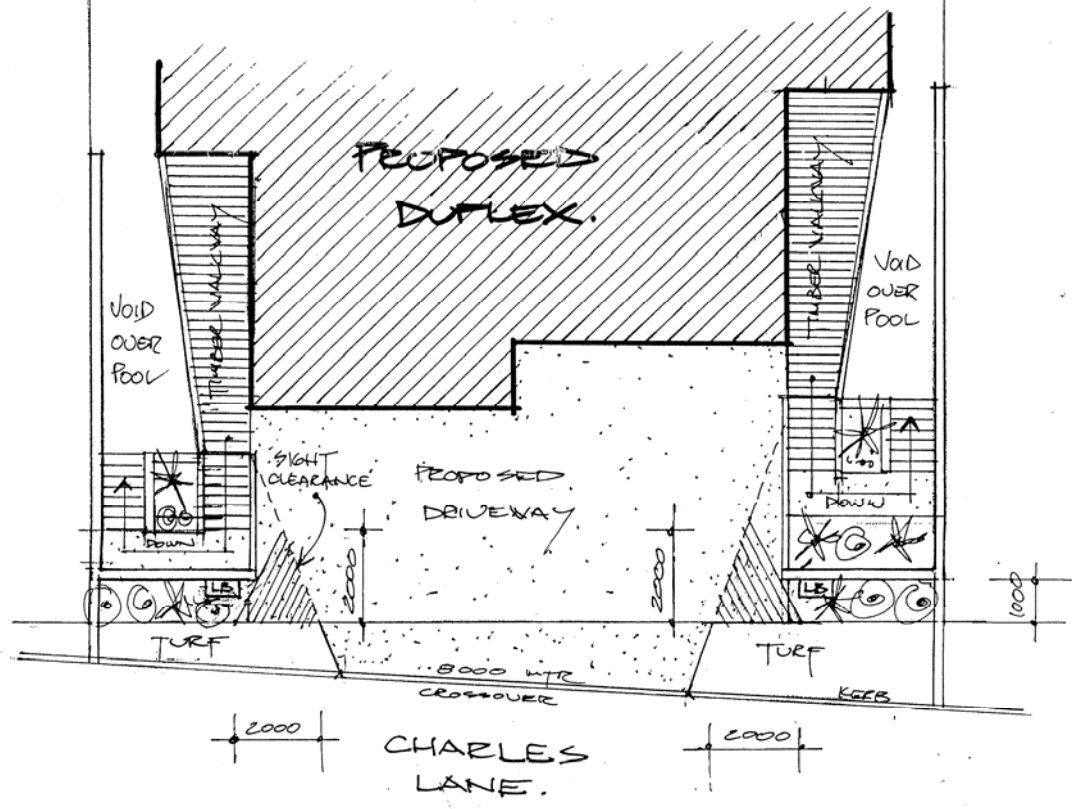 PROPOSED
DUPLEX.
TIMBER WALKWAY
TIMBER WALKWAY
VOID
OVER
POOL
VOID
OVER
POOL
SIGHT
CLEARANCE
PROPOSED
DRIVEWAY
DOWN
DOWN
2000
2000
LB
LB
1000
TURF
TURF
8000 MTR
CROSSOVER
KERB
2000
2000
CHARLES
LANE.